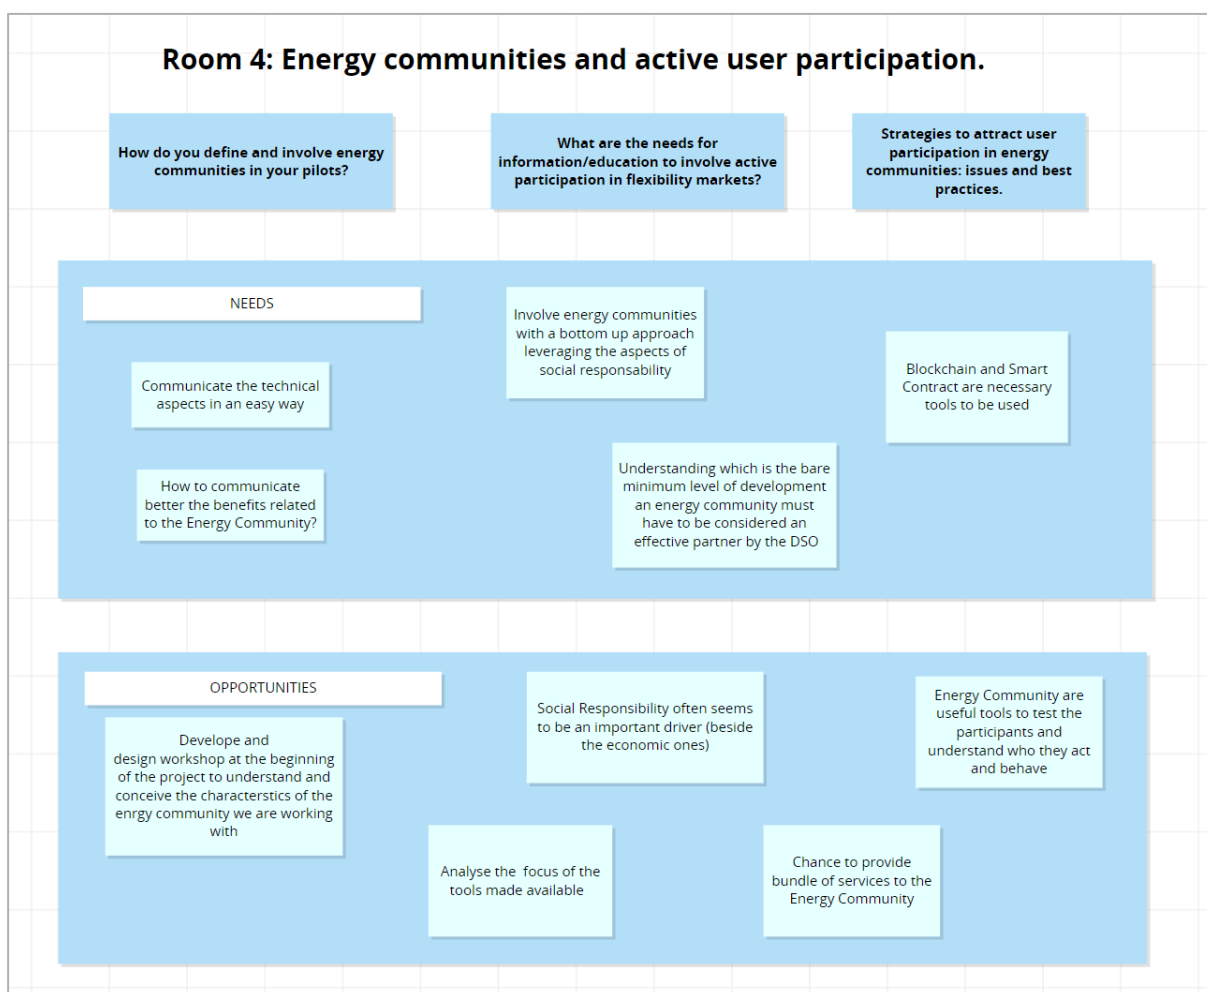 Room 4: Energy communities and active user participation.
How do you define and involve energy
communities in your pilots?
What are the needs for
information/education to involve active
participation in flexibility markets?
Strategies to attract user
participation in energy
communities: issues and best
practices.
NEEDS
Communicate the technical
aspects in an easy way
How to communicate
better the benefits related
to the Energy Community?
Involve energy communities
with a bottom up approach
leveraging the aspects of
social responsability
Understanding which is the bare
minimum level of development
an energy community must
have to be considered an
effective partner by the DSO
Blockchain and Smart
Contract are necessary
tools to be used
OPPORTUNITIES
Develope and
design workshop at the beginning
of the project to understand and
conceive the characterstics of the
enrgy community we are working
with
Social Responsibility often seems
to be an important driver (beside
the economic ones)
Energy Community are
useful tools to test the
participants and
understand who they act
and behave
Analyse the  focus of the
tools made available
Chance to provide
bundle of services to the
Energy Community